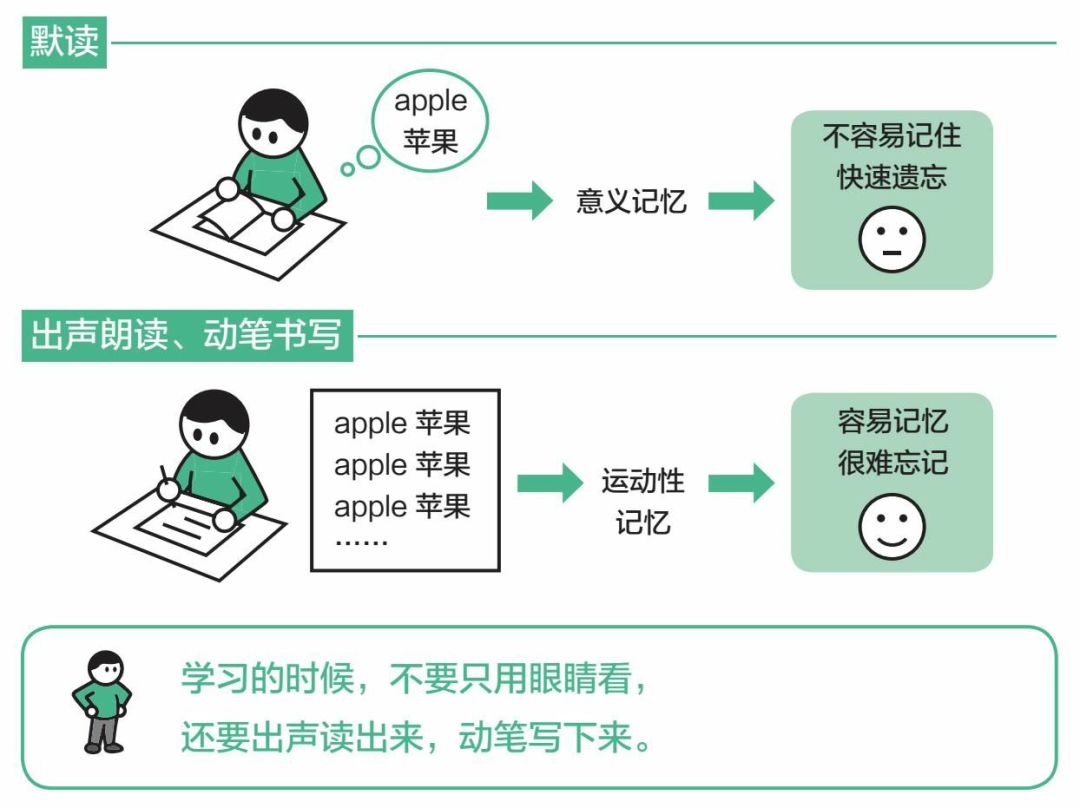 默读
apple
苹果
意义记忆
不容易记住
快速遗忘
出声朗读、动笔书写
apple 苹果
apple 苹果
apple 苹果
……
运动性
记忆
容易记忆
很难忘记
学习的时候，不要只用眼睛看，
还要出声读出来，动笔写下来。